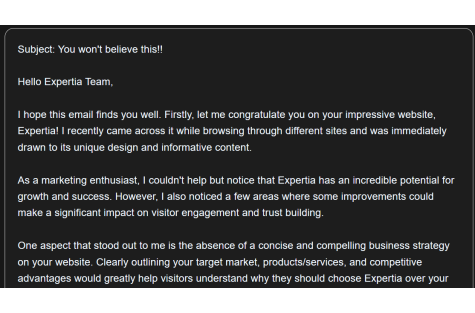 Subject: You won't believe this!!
Hello Expertia Team,
I hope this email finds you well. Firstly, let me congratulate you on your impressive website,
Expertia! I recently came across it while browsing through different sites and was immediately
drawn to its unique design and informative content.
As a marketing enthusiast, I couldn't help but notice that Expertia has an incredible potential for
growth and success. However, I also noticed a few areas where some improvements could
make a significant impact on visitor engagement and trust building.
One aspect that stood out to me is the absence of a concise and compelling business strategy
on your website. Clearly outlining your target market, products/services, and competitive
advantages would greatly help visitors understand why they should choose Expertia over your